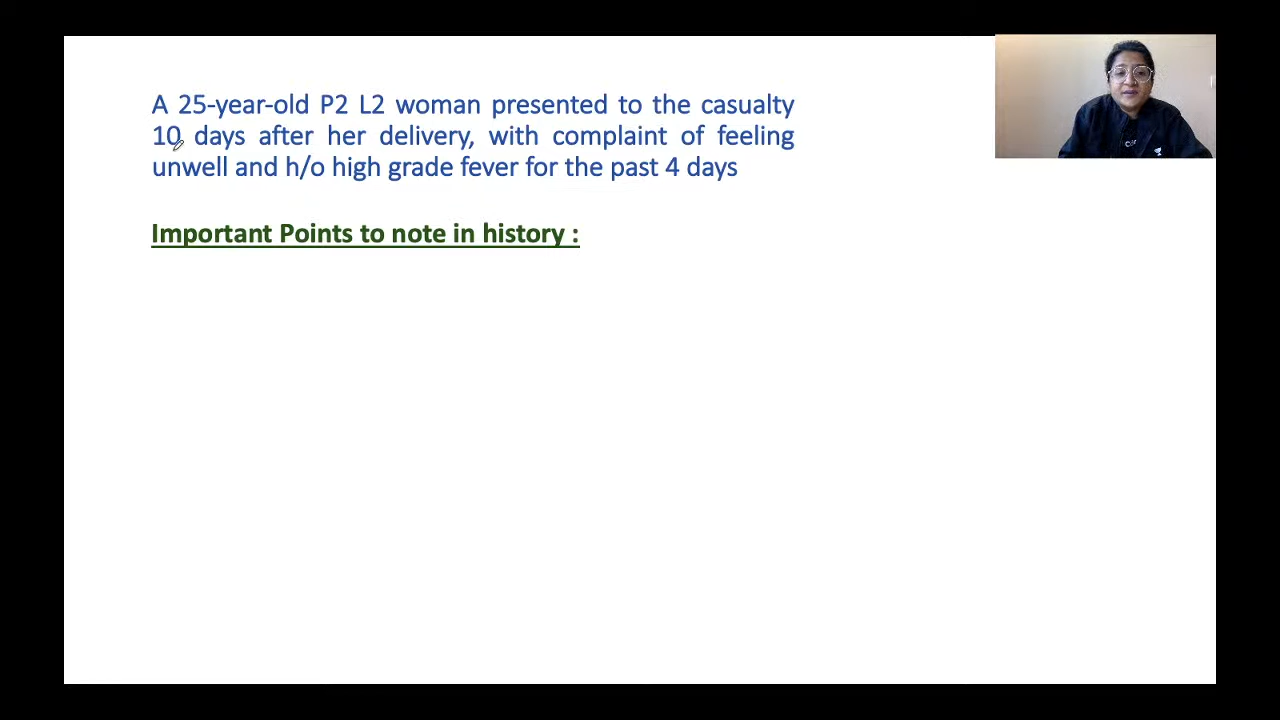 A 25-year-old P2 L2 woman presented to the casualty
10 days after her delivery, with complaint of feeling
unwell and h/o high grade fever for the past 4 days
Important Points to note in history :